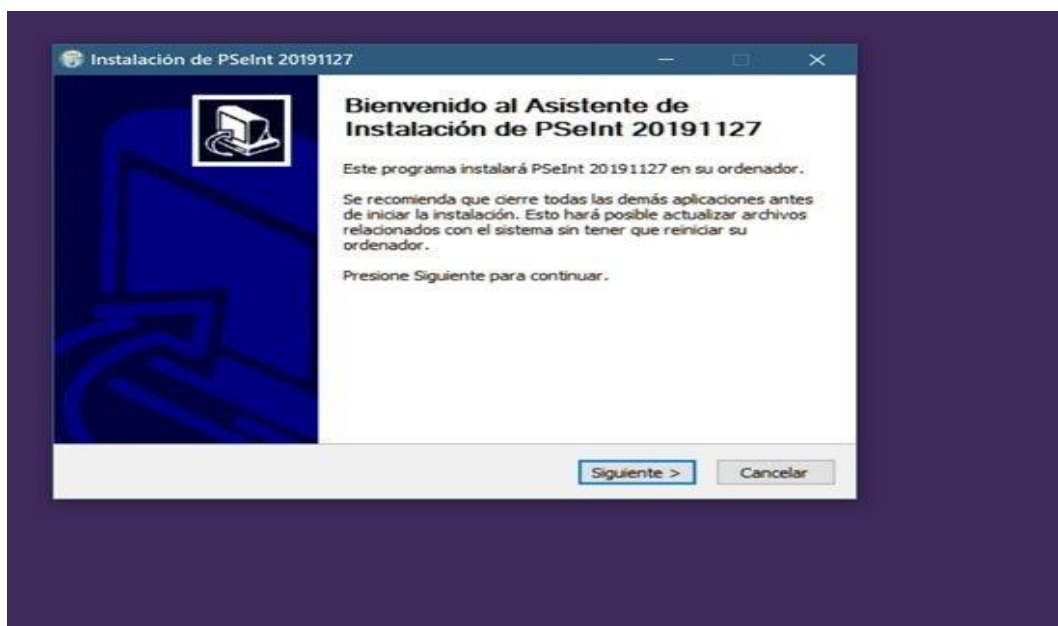 Instalación de PSeInt 20191127
Bienvenido al Asistente de
Instalación de PSeInt 20191127
Este programa instalará PSeInt 20191127 en su ordenador.
Se recomienda que cierre todas las demás aplicaciones antes
de iniciar la instalación. Esto hará posible actualizar archivos
relacionados con el sistema sin tener que reiniciar su
ordenador.
Presione Siguiente para continuar.
Siguiente >
Cancelar